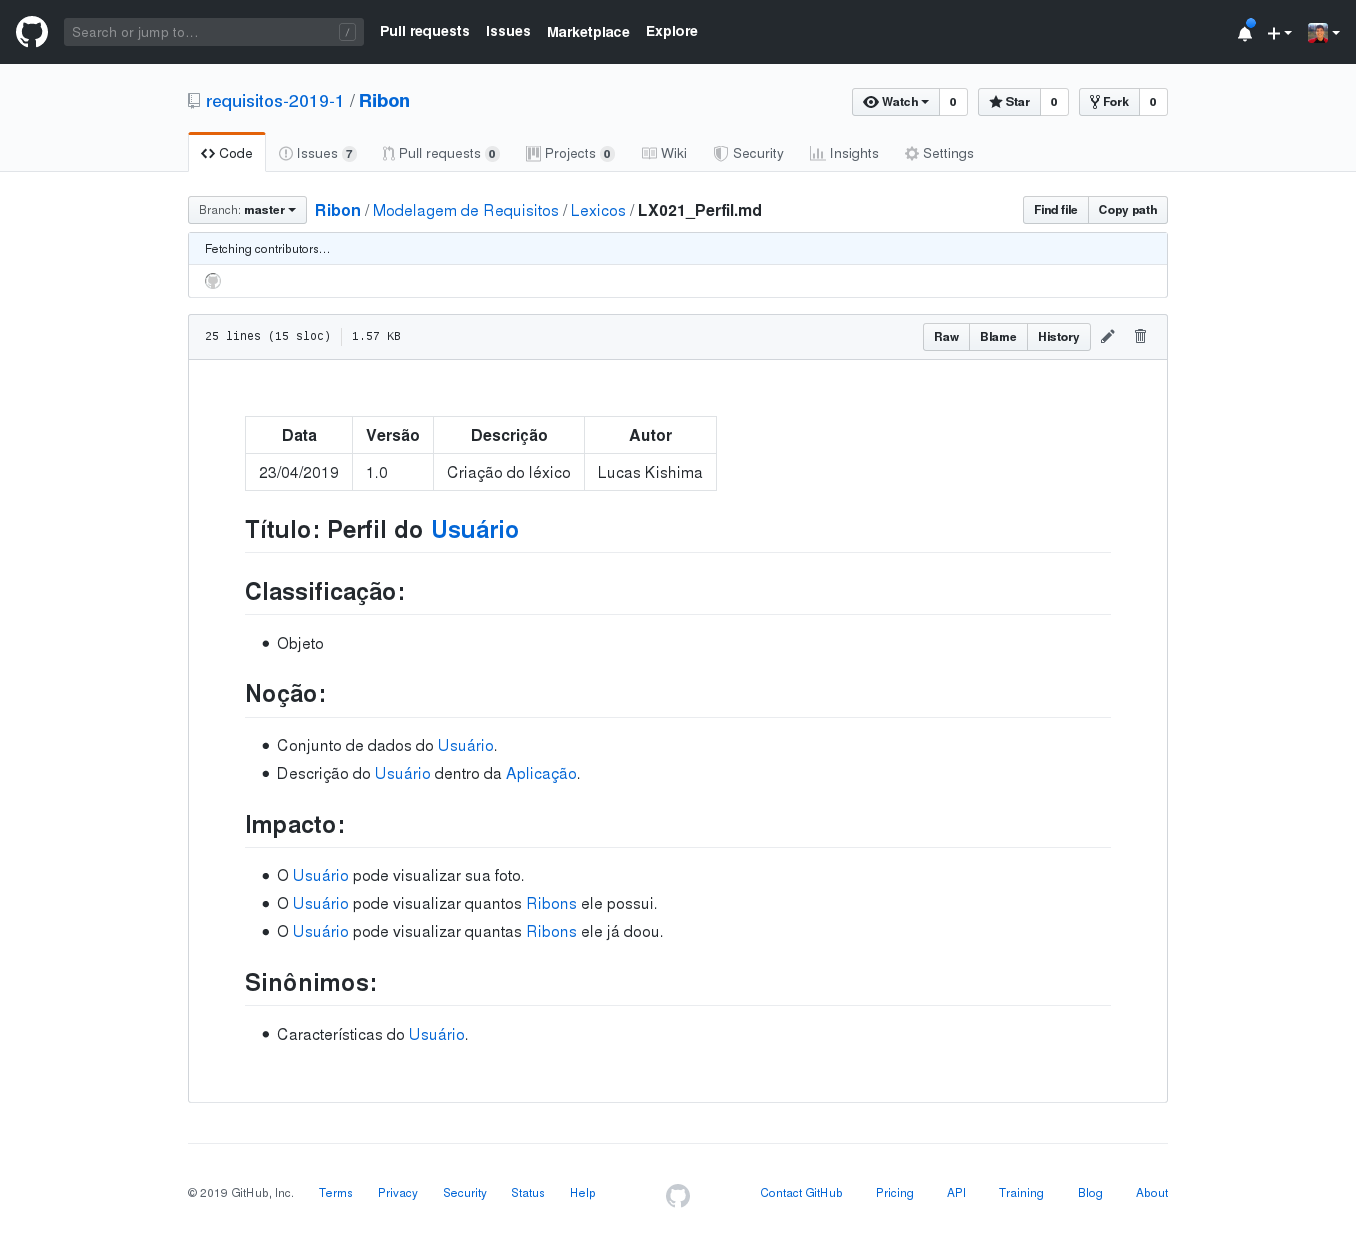 Search or jump to… /
Pull requests Issues Marketplace Explore
requisitos-2019-1 / Ribon
Watch 0 Star 0 Fork 0
Code Issues 7 Pull requests 0 Projects 0 Wiki Security Insights Settings
Branch: master Ribon / Modelagem de Requisitos / Lexicos / LX021_Perfil.md Find file Copy path
Fetching contributors…
25 lines (15 sloc) 1.57 KB Raw Blame History
Data Versão Descrição Autor
23/04/2019 1.0 Criação do léxico Lucas Kishima
Título: Perfil do Usuário
Classificação:
Objeto
Noção:
Conjunto de dados do Usuário.
Descrição do Usuário dentro da Aplicação.
Impacto:
O Usuário pode visualizar sua foto.
O Usuário pode visualizar quantos Ribons ele possui.
O Usuário pode visualizar quantas Ribons ele já doou.
Sinônimos:
Características do Usuário.
© 2019 GitHub, Inc. Terms Privacy Security Status Help Contact GitHub Pricing API Training Blog About